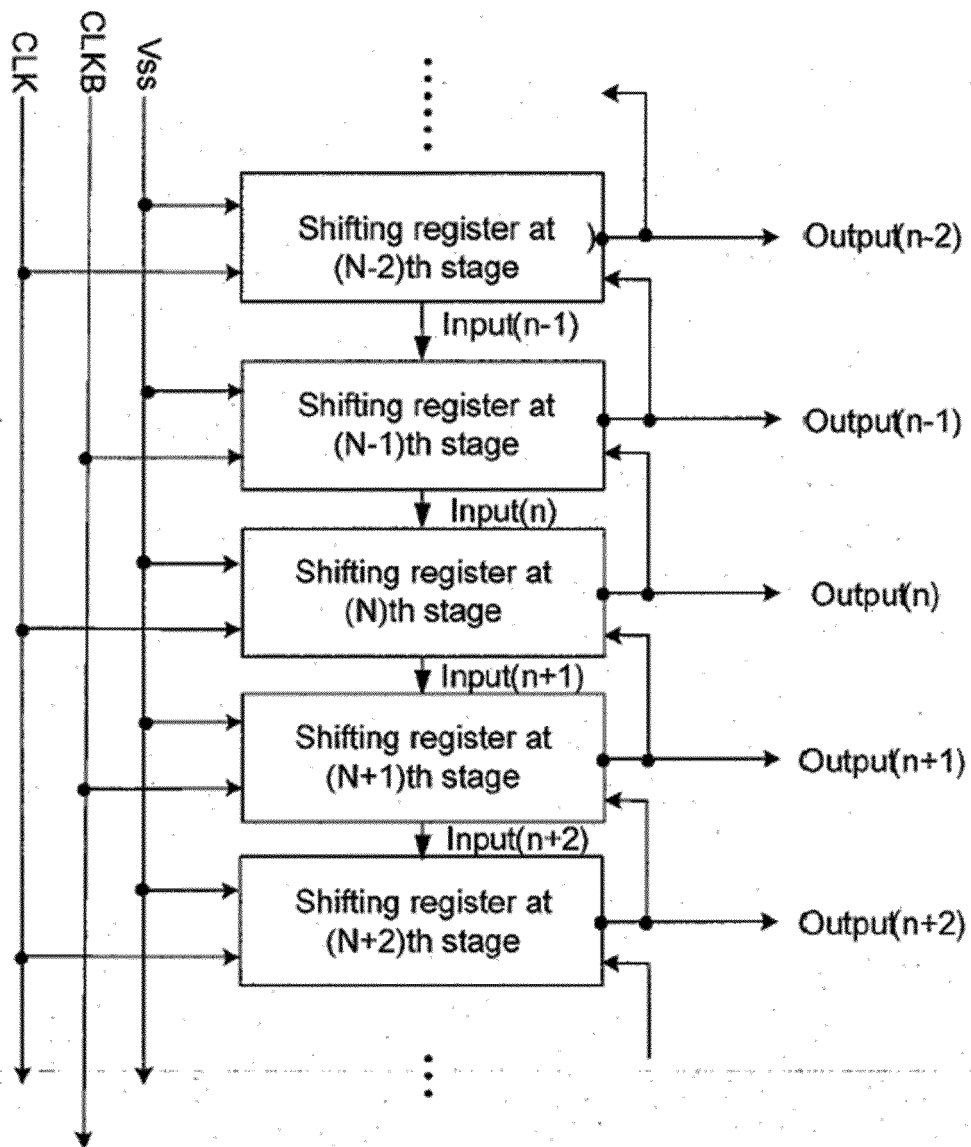 CLK
CLKB
Vss
Shifting register at
(N-2)th stage
Output(n-2)
Input(n-1)
Shifting register at
(N-1)th stage
Output(n-1)
Input(n)
Shifting register at
(N)th stage
Output(n)
Input(n+1)
Shifting register at
(N+1)th stage
Output(n+1)
Input(n+2)
Shifting register at
(N+2)th stage
Output(n+2)